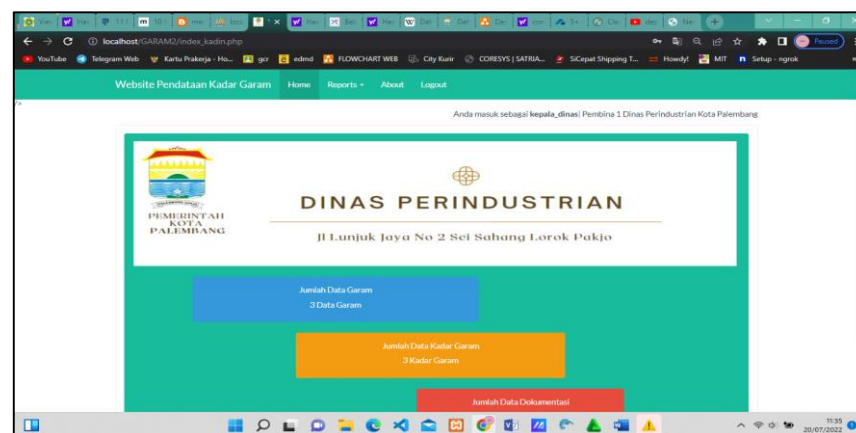 localhost/GARAM2/index_kadin.php
Paused
YouTube Telegram Web Kartu Prakerja - Ho... gcr edmd FLOWCHART WEB City Kurir CORESYS | SATRIA... SiCepat Shipping T... Howdy! MIT Setup - ngrok
Website Pendataan Kadar Garam Home Reports About Logout
/>
Anda masuk sebagai kepala_dinas| Pembina 1 Dinas Perindustrian Kota Palembang
PEMERINTAH
KOTA
PALEMBANG
DINAS PERINDUSTRIAN
Jl Lunjuk Jaya No 2 Sei Sahang Lorok Pakjo
Jumlah Data Garam
3 Data Garam
Jumlah Data Kadar Garam
3 Kadar Garam
Jumlah Data Dokumentasi
11:35
20/07/2022